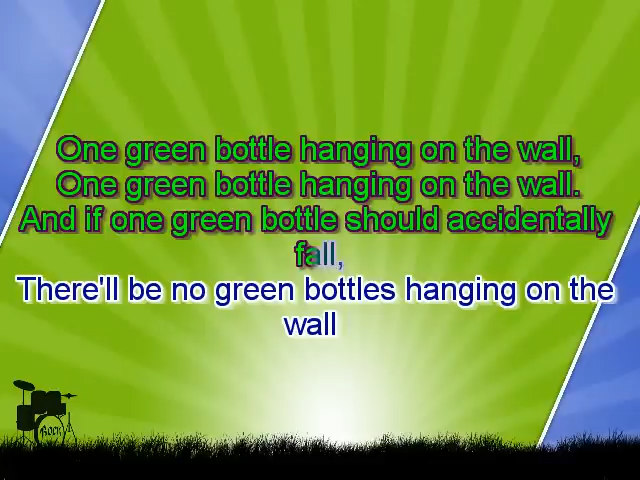 One green bottle hanging on the wall,
One green bottle hanging on the wall.
And if one green bottle should accidentally
fall,
There'll be no green bottles hanging on the
wall
ROCK